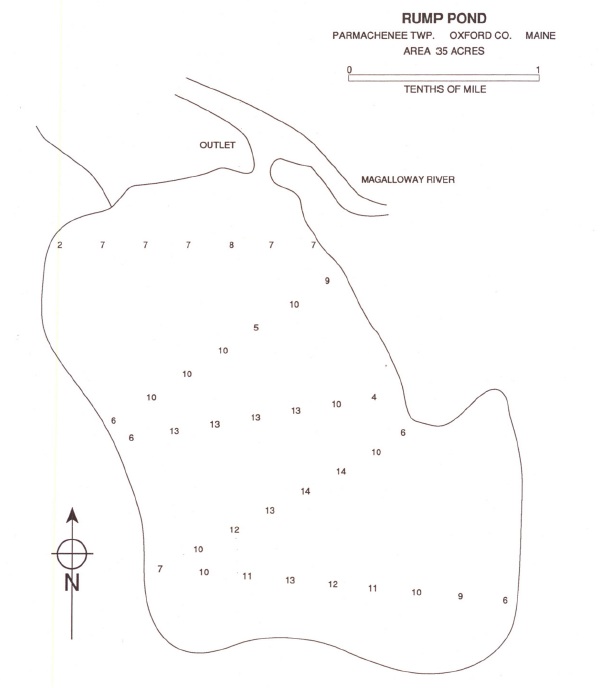 RUMP POND
PARMACHENEE TWP. OXFORD CO. MAINE
AREA 35 ACRES
0 1
TENTHS OF MILE
OUTLET
MAGALLOWAY RIVER
2 7 7 7 8 7 7
9
10
5
10
10
10
6
4
10
13
13
13
13
6
6
10
14
14
13
12
10
7 10 11 13 12 11 10 9 6
N